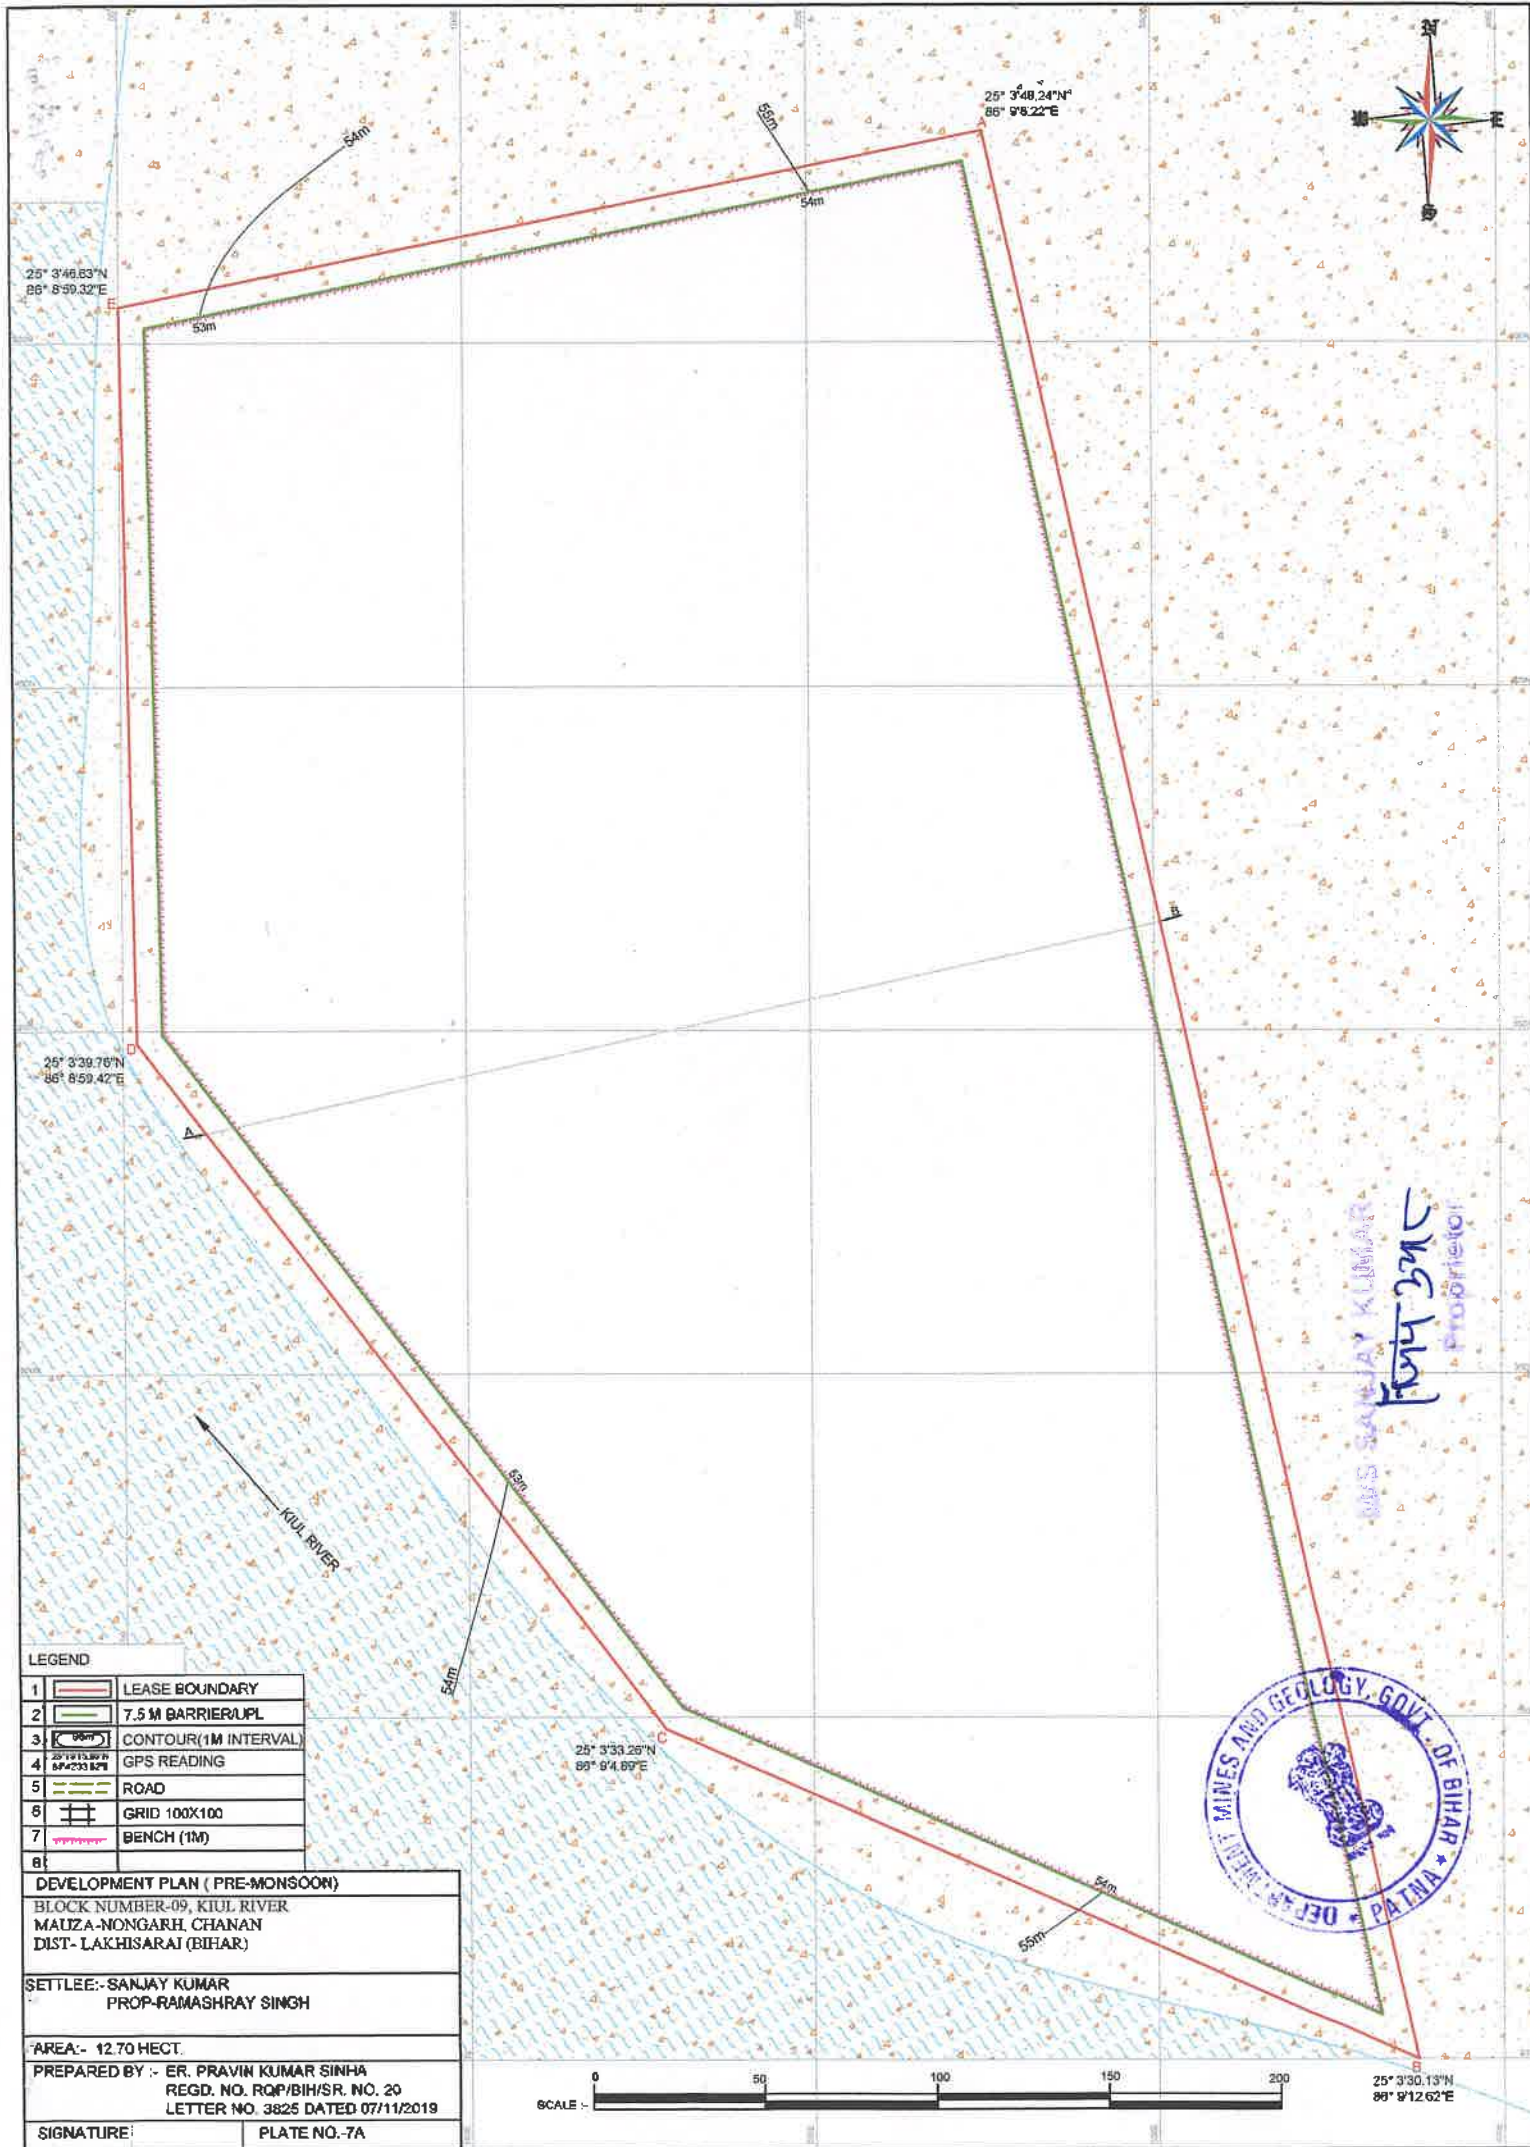 25° 3'48.24"N
86° 9'8.22"E
A
N
W
E
S
54m
55m
54m
25° 3'46.63"N
86° 8'59.32"E
E
53m
B
D
25° 3'39.76"N
86° 8'59.42"E
A
KIUL RIVER
53m
54m
C
25° 3'33.26"N
86° 9'4.89"E
54m
55m
B
25° 3'30.13"N
86° 9'12.62"E
M/S SANJAY KUMAR
Proprietor
DEPARTMENT MINES AND GEOLOGY, GOVT. OF BIHAR * PATNA *
LEGEND
1 LEASE BOUNDARY
2 7.5 M BARRIER/UPL
3 CONTOUR(1M INTERVAL)
4 GPS READING
5 ROAD
6 GRID 100X100
7 BENCH (1M)
8
DEVELOPMENT PLAN ( PRE-MONSOON)
BLOCK NUMBER-09, KIUL RIVER
MAUZA-NONGARH, CHANAN
DIST- LAKHISARAI (BIHAR)
SETTLEE:- SANJAY KUMAR
PROP-RAMASHRAY SINGH
AREA:- 12.70 HECT.
PREPARED BY :- ER. PRAVIN KUMAR SINHA
REGD. NO. RQP/BIH/SR. NO. 20
LETTER NO. 3825 DATED 07/11/2019
SIGNATURE:
PLATE NO.-7A
SCALE :-
0 50 100 150 200